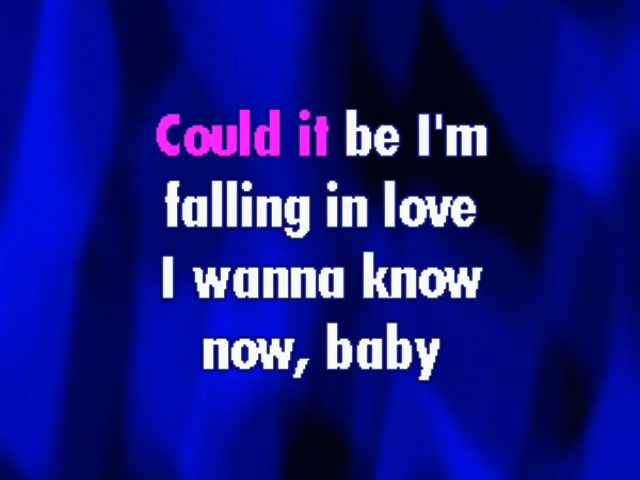 Could it be I'm
falling in love
I wanna know
now, baby